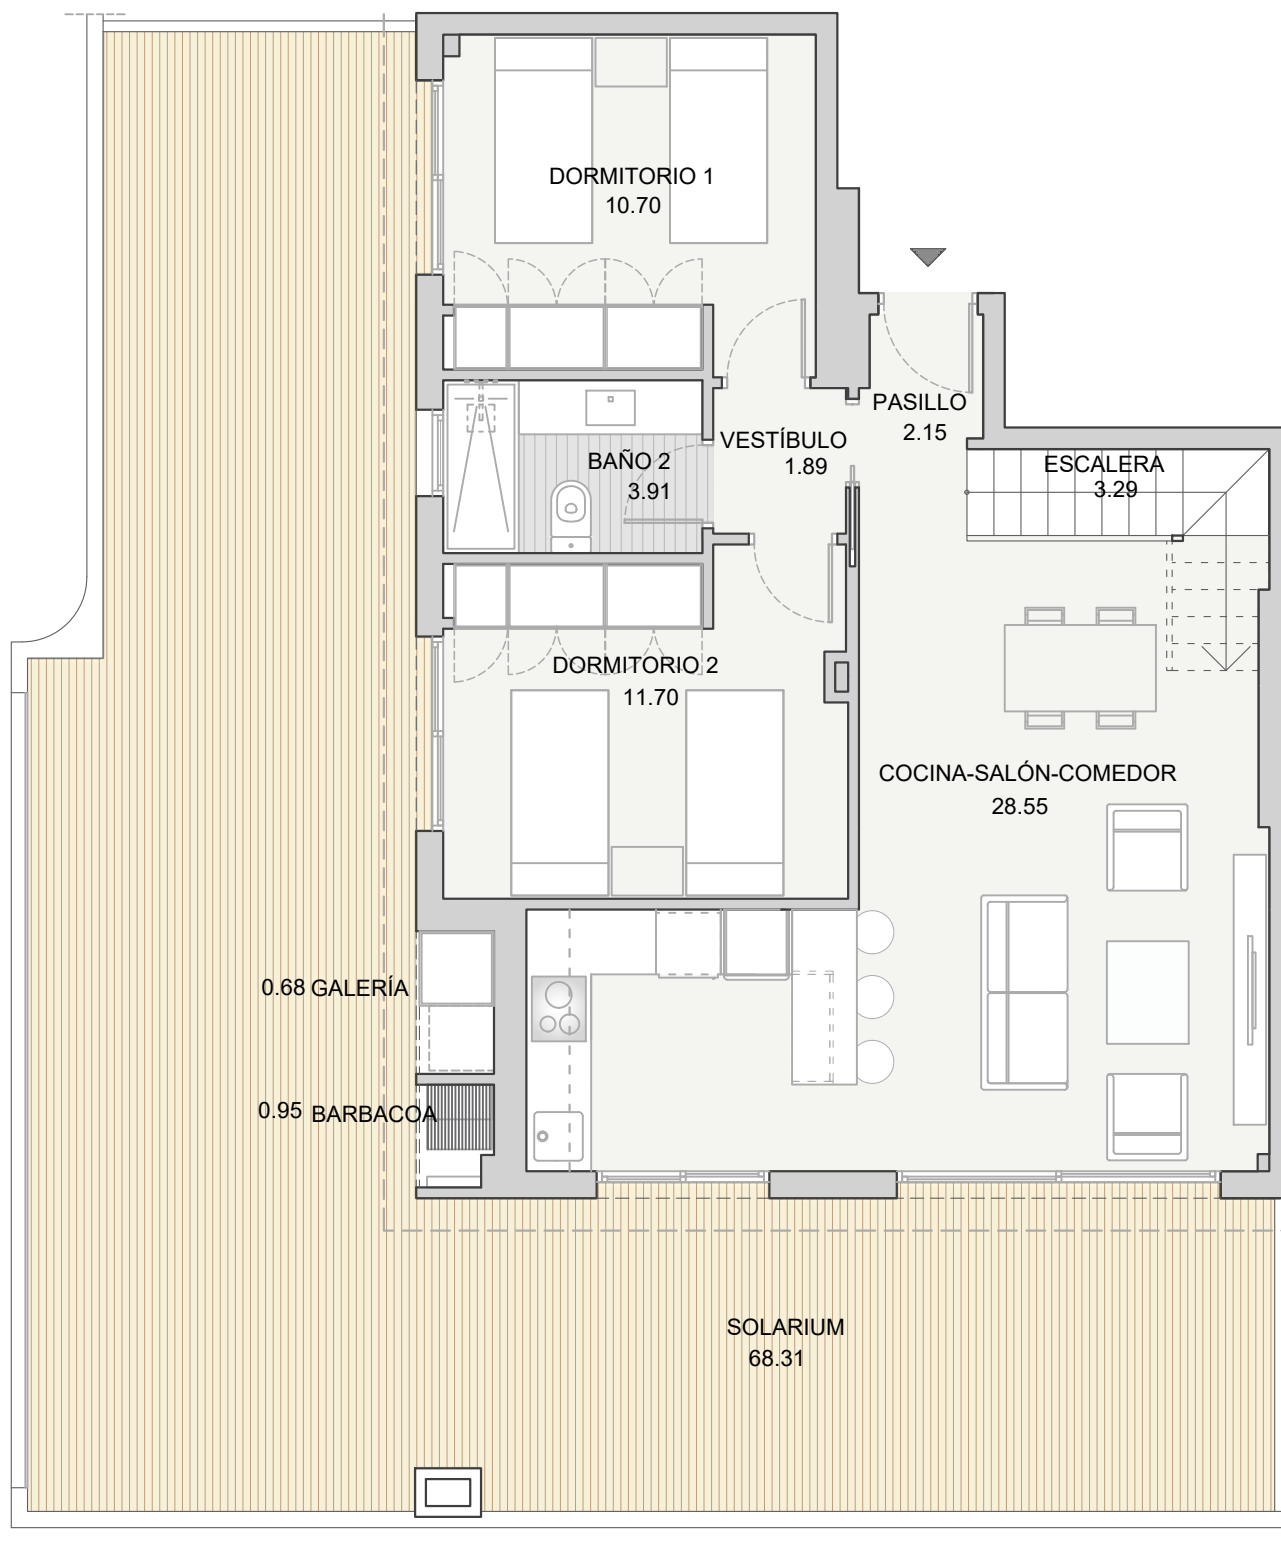 DORMITORIO 1
10.70
PASILLO
2.15
VESTÍBULO
1.89
BAÑO 2
3.91
ESCALERA
3.29
DORMITORIO 2
11.70
COCINA-SALÓN-COMEDOR
28.55
0.68 GALERÍA
0.95 BARBACOA
SOLARIUM
68.31